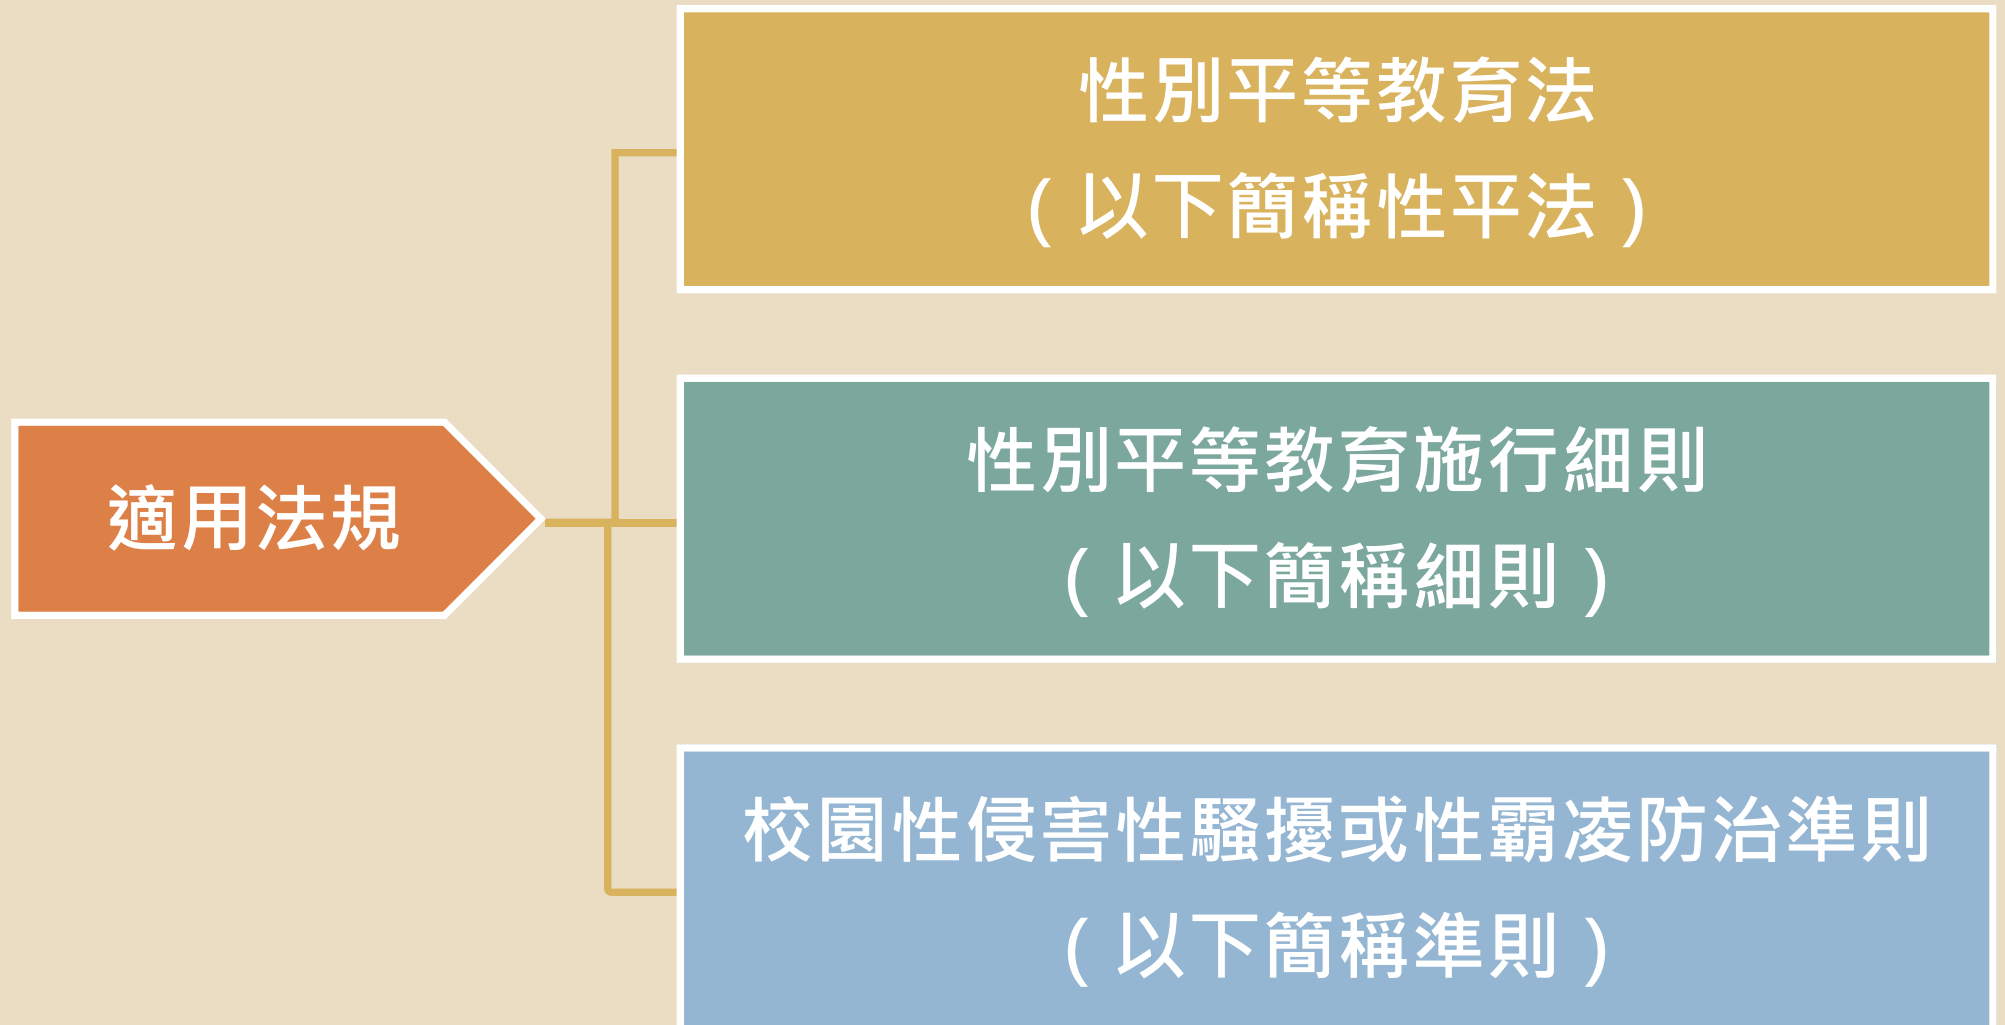 適用法規
性別平等教育法
(以下簡稱性平法)
性別平等教育施行細則
(以下簡稱細則)
校園性侵害性騷擾或性霸凌防治準則
(以下簡稱準則)